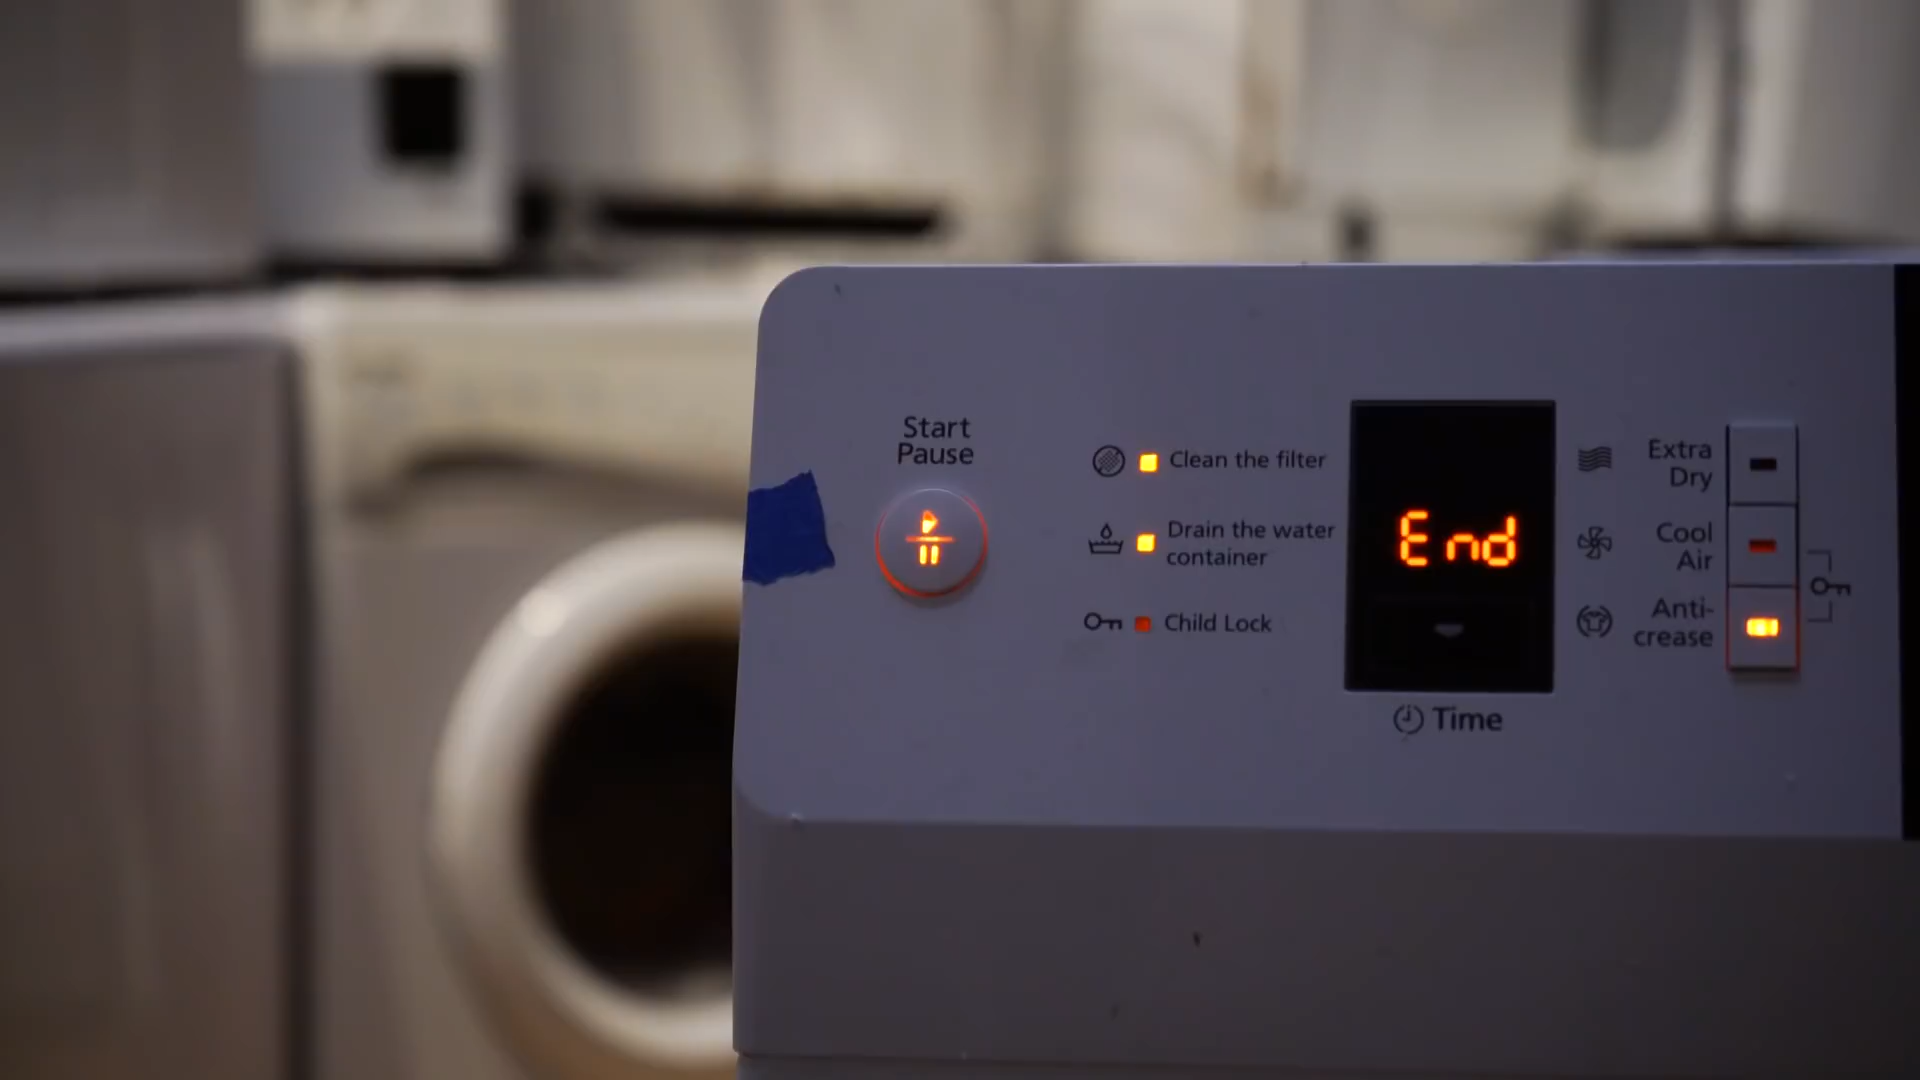 Start
Pause
Clean the filter
Drain the water
container
Child Lock
End
Time
Extra
Dry
Cool
Air
Anti-
crease